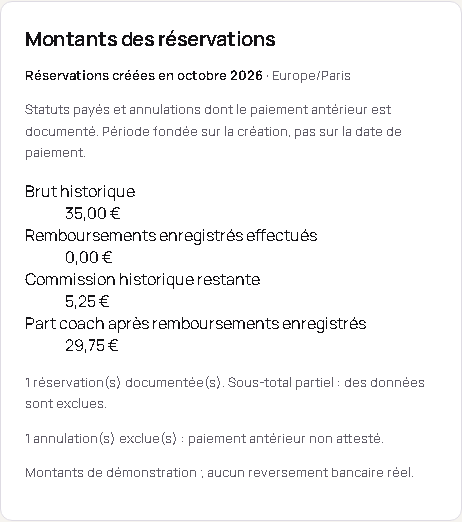 Montants des réservations
Réservations créées en octobre 2026 · Europe/Paris
Statuts payés et annulations dont le paiement antérieur est
documenté. Période fondée sur la création, pas sur la date de
paiement.
Brut historique
35,00 €
Remboursements enregistrés effectués
0,00 €
Commission historique restante
5,25 €
Part coach après remboursements enregistrés
29,75 €
1 réservation(s) documentée(s). Sous-total partiel : des données
sont exclues.
1 annulation(s) exclue(s) : paiement antérieur non attesté.
Montants de démonstration ; aucun reversement bancaire réel.